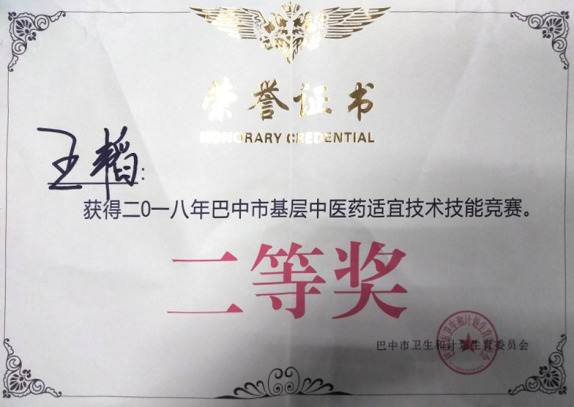 荣誉证书
HONORARY CREDENTIAL
王韬:
获得二0一八年巴中市基层中医药适宜技术技能竞赛。
二等奖
巴中市卫生和计划生育委员会